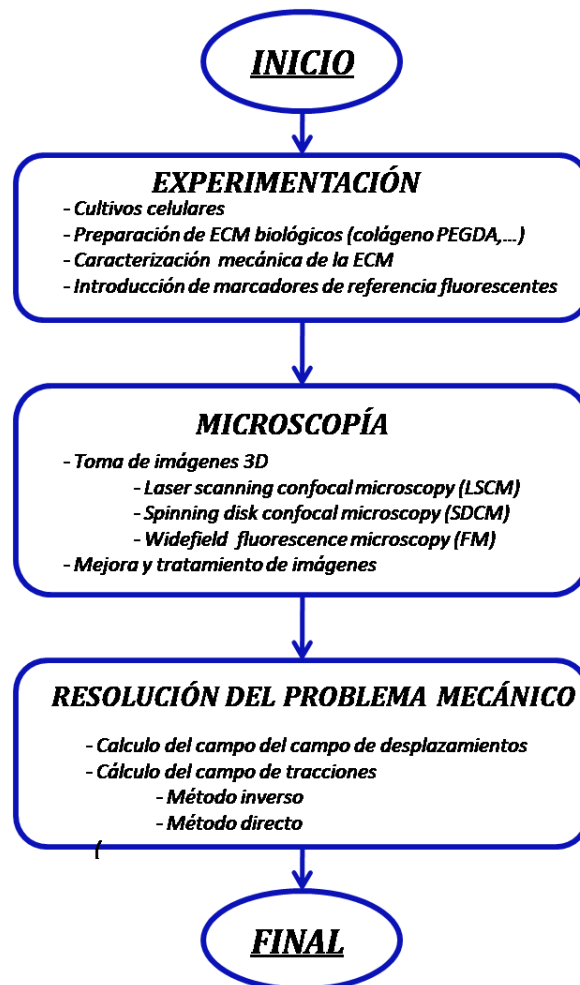 INICIO
EXPERIMENTACIÓN
- Cultivos celulares
- Preparación de ECM biológicos (colágeno PEGDA,...)
- Caracterización mecánica de la ECM
- Introducción de marcadores de referencia fluorescentes
MICROSCOPÍA
- Toma de imágenes 3D
- Laser scanning confocal microscopy (LSCM)
- Spinning disk confocal microscopy (SDCM)
- Widefield fluorescence microscopy (FM)
- Mejora y tratamiento de imágenes
RESOLUCIÓN DEL PROBLEMA MECÁNICO
- Calculo del campo del campo de desplazamientos
- Cálculo del campo de tracciones
- Método inverso
- Método directo
(
FINAL